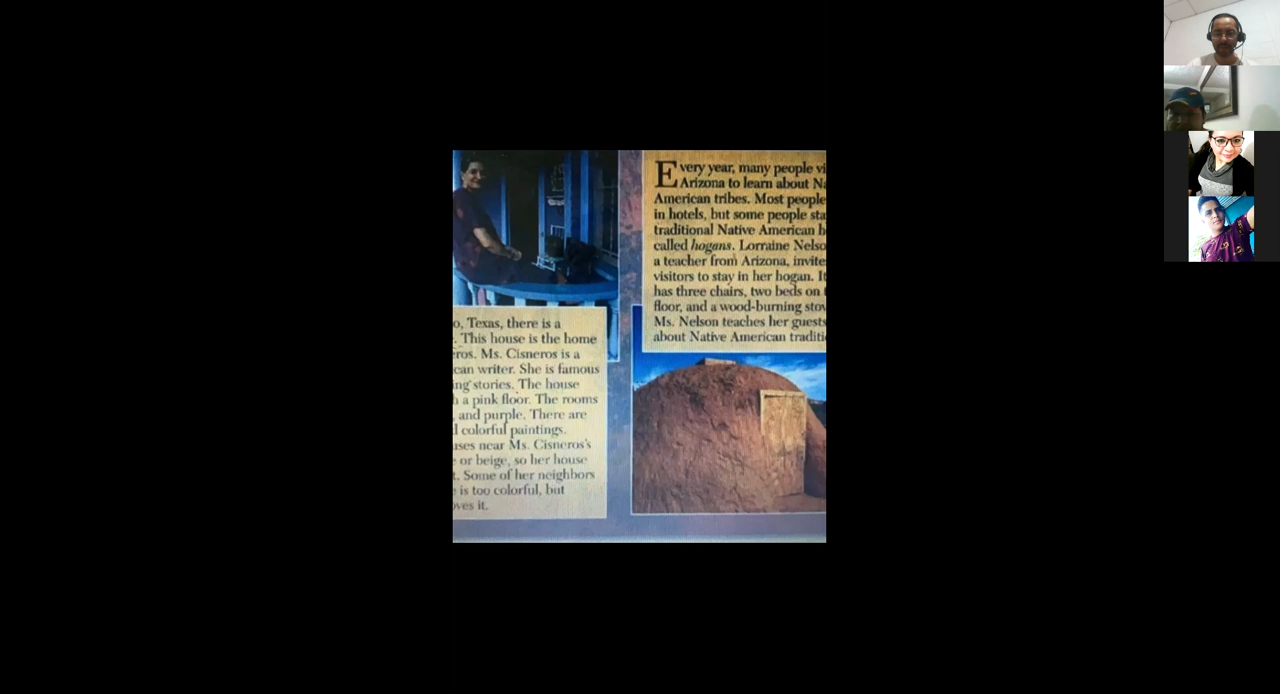 o, Texas, there is a
. This house is the home
ros. Ms. Cisneros is a
can writer. She is famous
ing stories. The house
h a pink floor. The rooms
, and purple. There are
d colorful paintings.
uses near Ms. Cisneros's
e or beige, so her house
t. Some of her neighbors
e is too colorful, but
oves it.
Every year, many people vi
Arizona to learn about Na
American tribes. Most people
in hotels, but some people sta
traditional Native American h
called hogans. Lorraine Nelso
a teacher from Arizona, invite
visitors to stay in her hogan. It
has three chairs, two beds on t
floor, and a wood-burning stov
Ms. Nelson teaches her guests
about Native American traditi